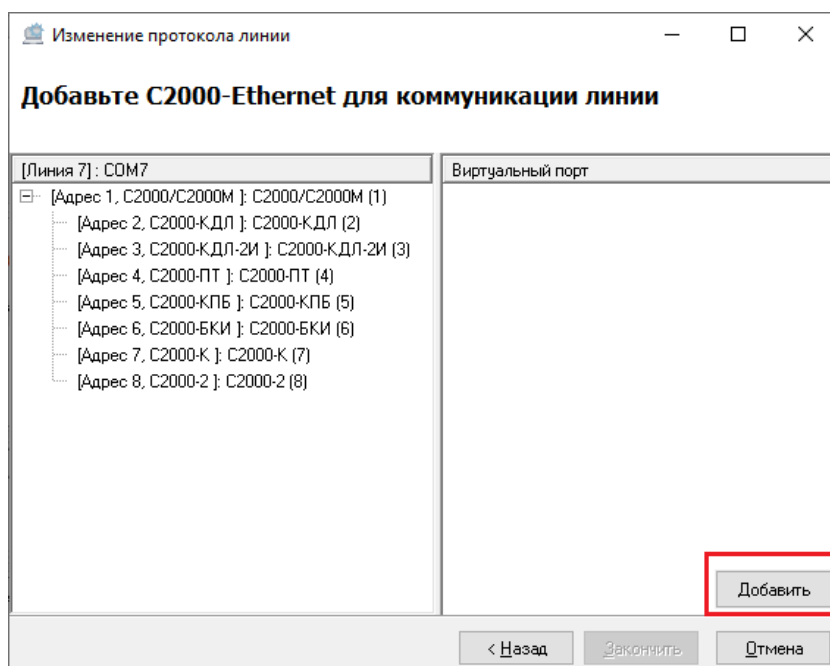 Изменение протокола линии
Добавьте C2000-Ethernet для коммуникации линии
[Линия 7] : COM7
Виртуальный порт
[Адрес 1, С2000/С2000М ]: С2000/С2000М (1)
[Адрес 2, С2000-КДЛ ]: С2000-КДЛ (2)
[Адрес 3, С2000-КДЛ-2И ]: С2000-КДЛ-2И (3)
[Адрес 4, С2000-ПТ ]: С2000-ПТ (4)
[Адрес 5, С2000-КПБ ]: С2000-КПБ (5)
[Адрес 6, С2000-БКИ ]: С2000-БКИ (6)
[Адрес 7, С2000-К ]: С2000-К (7)
[Адрес 8, С2000-2 ]: С2000-2 (8)
Добавить
< Назад
Закончить
Отмена